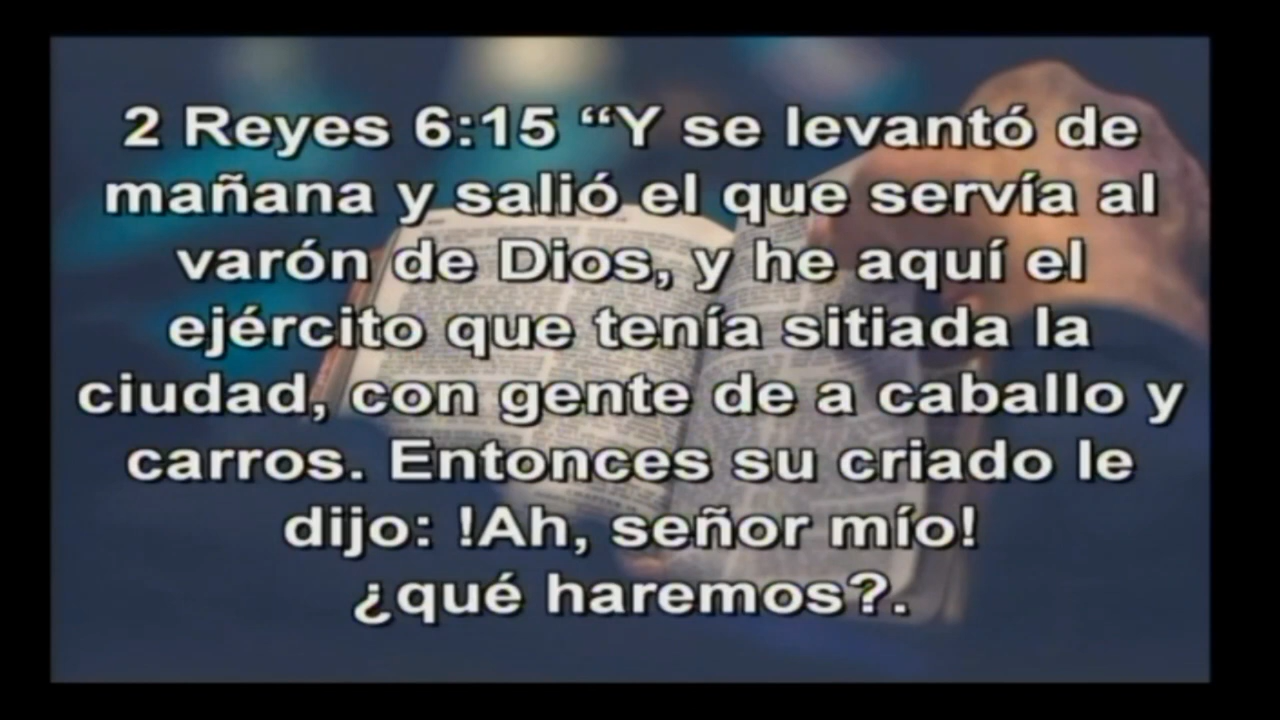 2 Reyes 6:15 “Y se levantó de
mañana y salió el que servía al
varón de Dios, y he aquí el
ejército que tenía sitiada la
ciudad, con gente de a caballo y
carros. Entonces su criado le
dijo: !Ah, señor mío!
¿qué haremos?.